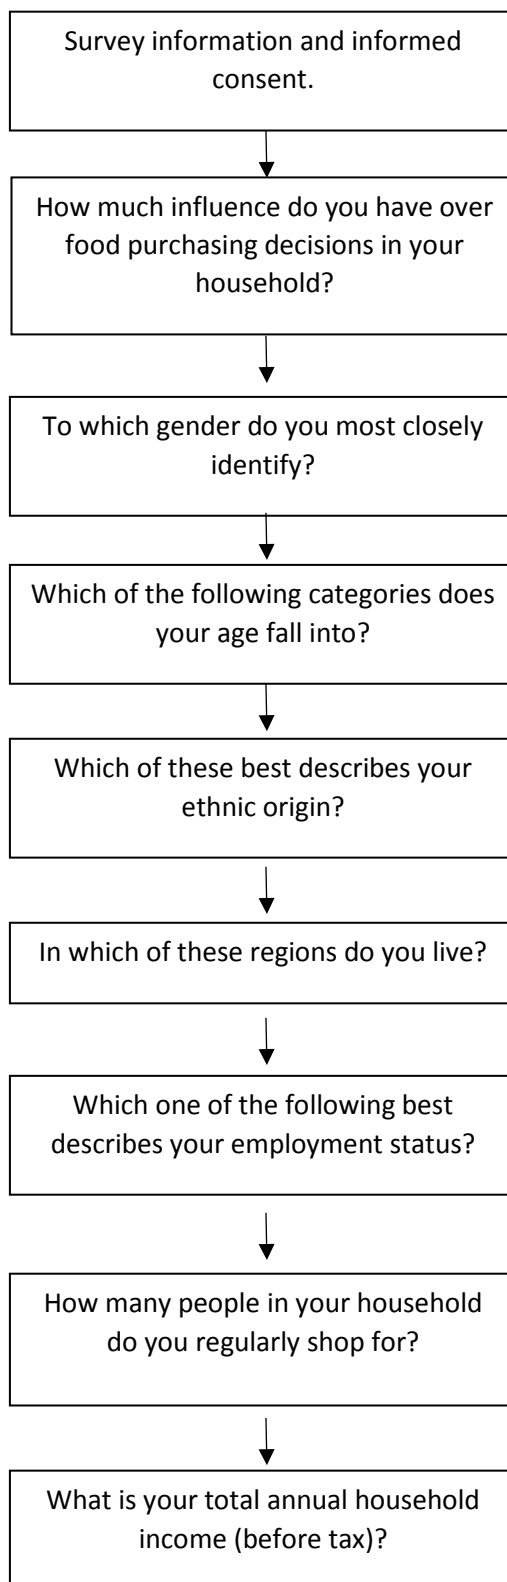 Survey information and informed
consent.
How much influence do you have over
food purchasing decisions in your
household?
To which gender do you most closely
identify?
Which of the following categories does
your age fall into?
Which of these best describes your
ethnic origin?
In which of these regions do you live?
Which one of the following best
describes your employment status?
How many people in your household
do you regularly shop for?
What is your total annual household
income (before tax)?